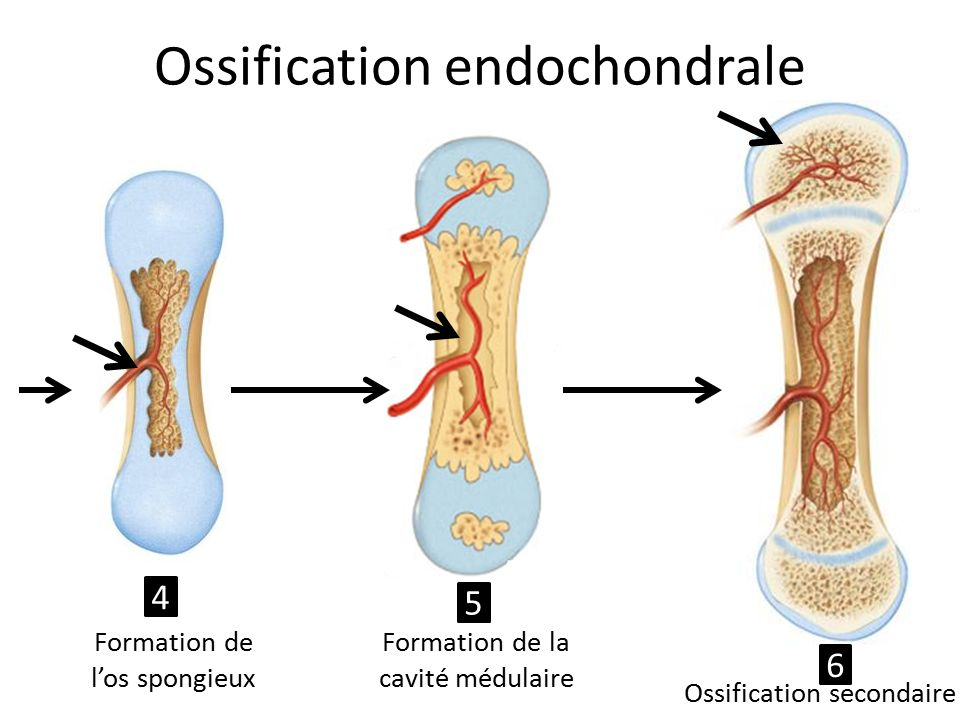 Ossification endochondrale
4
Formation de
l’os spongieux
5
Formation de la
cavité médulaire
6
Ossification secondaire